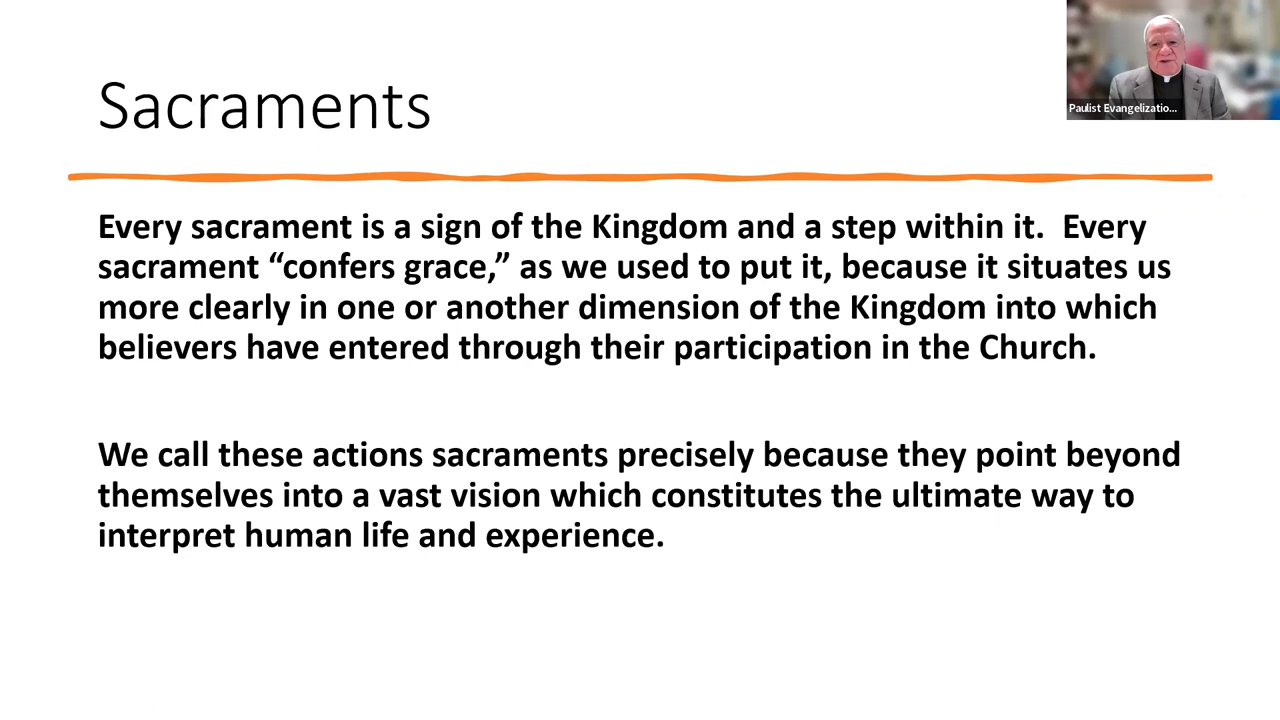 Sacraments
Paulist Evangelizatio...
Every sacrament is a sign of the Kingdom and a step within it.  Every
sacrament “confers grace,” as we used to put it, because it situates us
more clearly in one or another dimension of the Kingdom into which
believers have entered through their participation in the Church.
We call these actions sacraments precisely because they point beyond
themselves into a vast vision which constitutes the ultimate way to
interpret human life and experience.